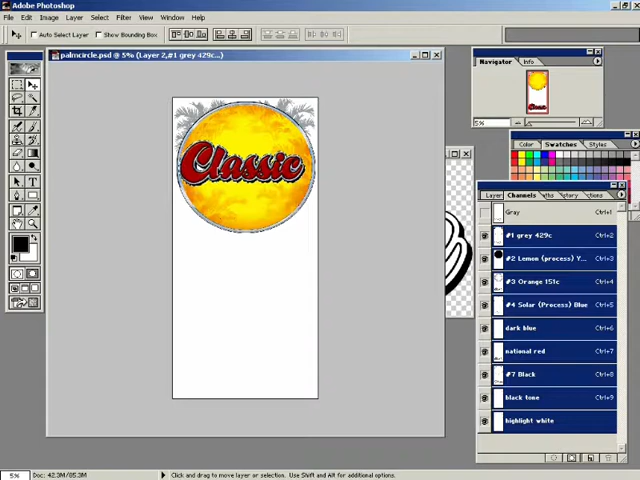 Adobe Photoshop
File Edit Image Layer Select Filter View Window Help
Auto Select Layer Show Bounding Box
palmcircle.psd @ 5% (Layer 2,#1 grey 429c...)
Navigator Info
5%
Color Swatches Styles
Layer Channels ths story tions
Gray Ctrl+1
#1 grey 429c Ctrl+2
#2 Lemon (process) Y... Ctrl+3
#3 Orange 151c Ctrl+4
#4 Solar (Process) Blue Ctrl+5
dark blue Ctrl+6
national red Ctrl+7
#7 Black Ctrl+8
black tone Ctrl+9
highlight white
Classic
Classic
5% Doc: 42.3M/85.3M Click and drag to move layer or selection. Use Shift and Alt for additional options.